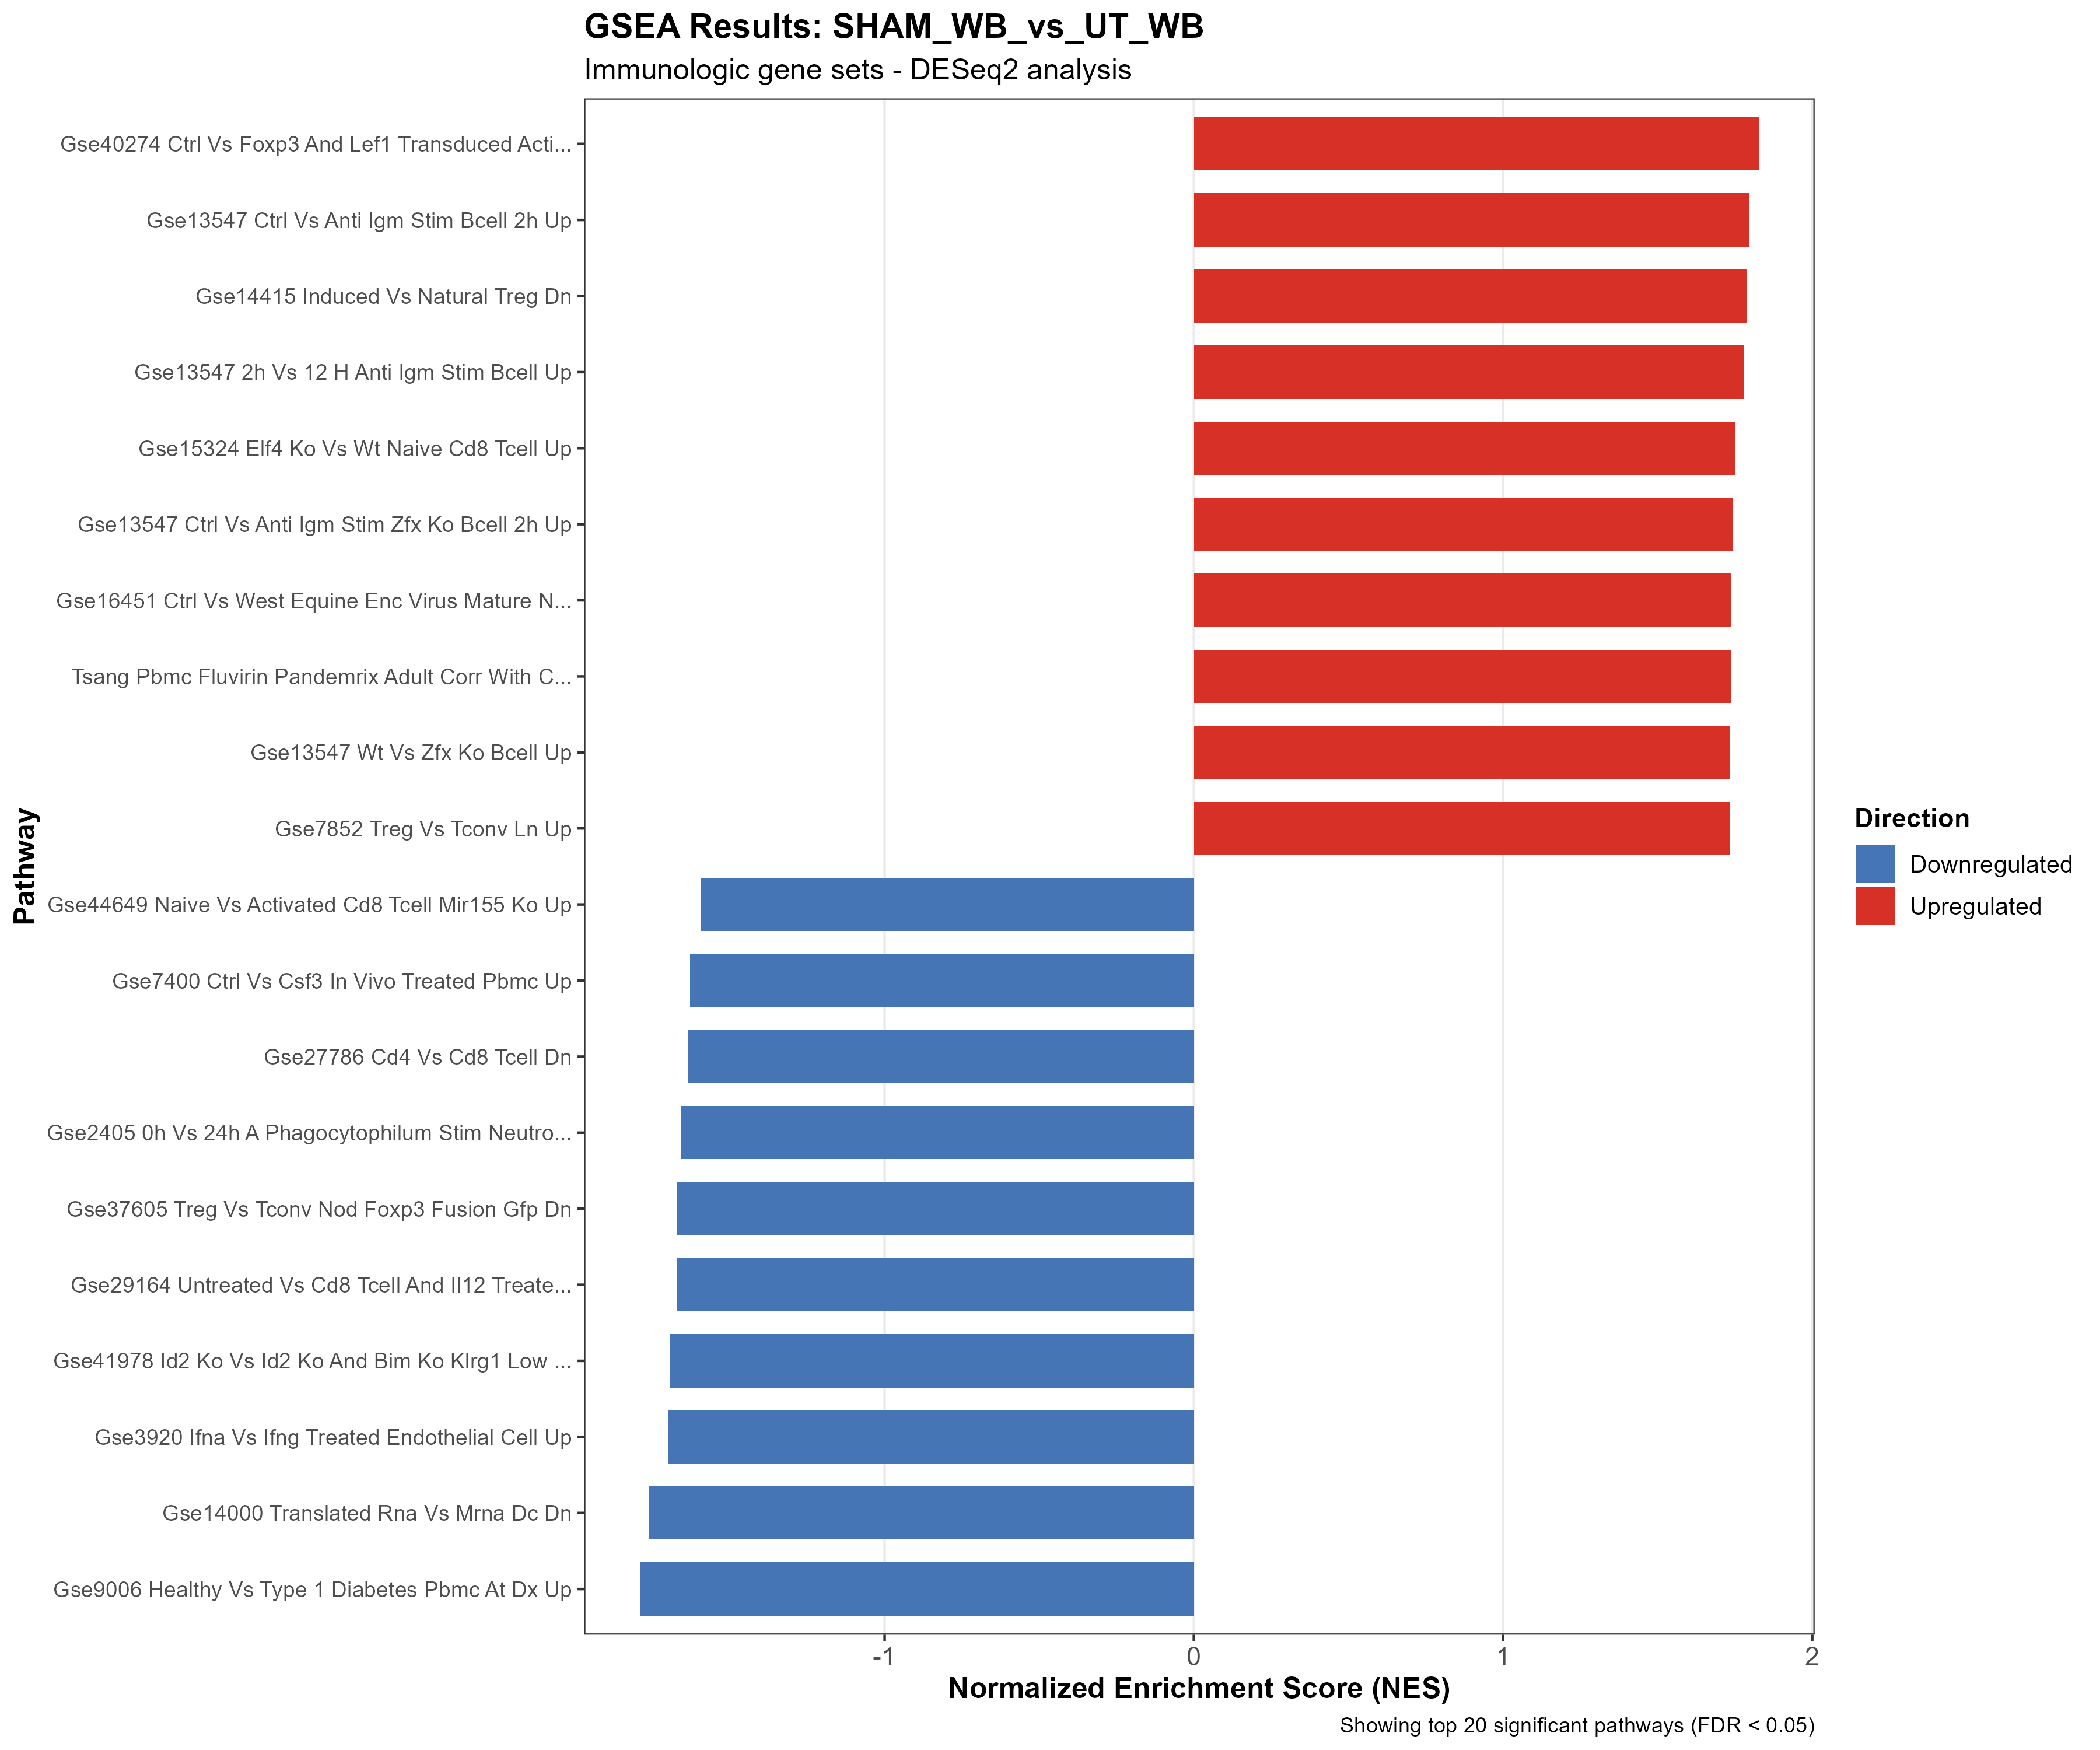 GSEA Results: SHAM_WB_vs_UT_WB
Immunologic gene sets - DESeq2 analysis
Gse40274 Ctrl Vs Foxp3 And Lef1 Transduced Acti...
Gse13547 Ctrl Vs Anti Igm Stim Bcell 2h Up
Gse14415 Induced Vs Natural Treg Dn
Gse13547 2h Vs 12 H Anti Igm Stim Bcell Up
Gse15324 Elf4 Ko Vs Wt Naive Cd8 Tcell Up
Gse13547 Ctrl Vs Anti Igm Stim Zfx Ko Bcell 2h Up
Gse16451 Ctrl Vs West Equine Enc Virus Mature N...
Tsang Pbmc Fluvirin Pandemrix Adult Corr With C...
Gse13547 Wt Vs Zfx Ko Bcell Up
Gse7852 Treg Vs Tconv Ln Up
Gse44649 Naive Vs Activated Cd8 Tcell Mir155 Ko Up
Gse7400 Ctrl Vs Csf3 In Vivo Treated Pbmc Up
Gse27786 Cd4 Vs Cd8 Tcell Dn
Gse2405 0h Vs 24h A Phagocytophilum Stim Neutro...
Gse37605 Treg Vs Tconv Nod Foxp3 Fusion Gfp Dn
Gse29164 Untreated Vs Cd8 Tcell And Il12 Treate...
Gse41978 Id2 Ko Vs Id2 Ko And Bim Ko Klrg1 Low ...
Gse3920 Ifna Vs Ifng Treated Endothelial Cell Up
Gse14000 Translated Rna Vs Mrna Dc Dn
Gse9006 Healthy Vs Type 1 Diabetes Pbmc At Dx Up
Pathway
-1 0 1 2
Normalized Enrichment Score (NES)
Showing top 20 significant pathways (FDR < 0.05)
Direction
Downregulated
Upregulated